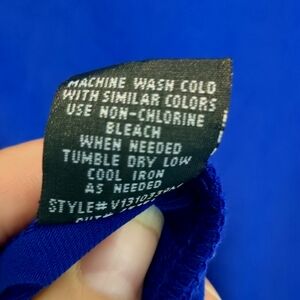 MACHINE WASH COLD
WITH SIMILAR COLORS
USE NON-CHLORINE
BLEACH
WHEN NEEDED
TUMBLE DRY LOW
COOL IRON
AS NEEDED
STYLE#